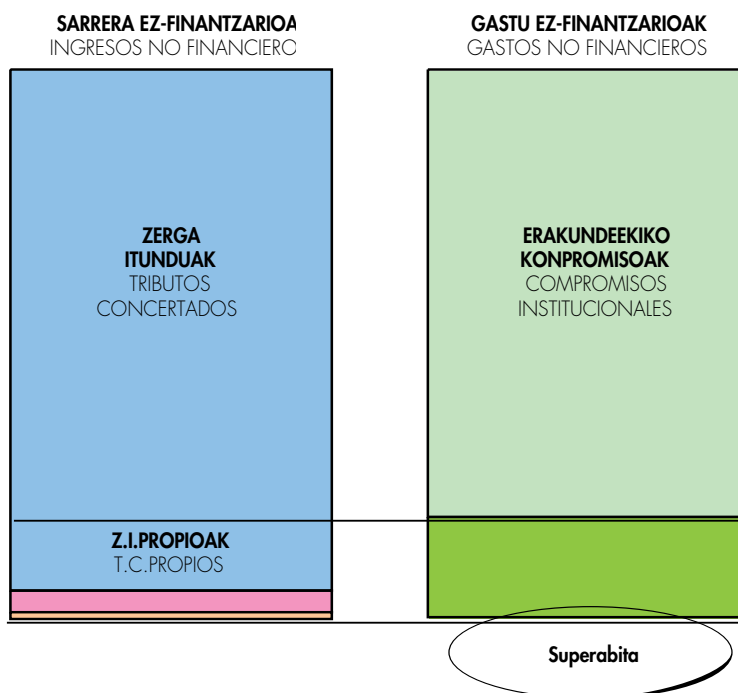 SARRERA EZ-FINANTZARIOA
INGRESOS NO FINANCIERO
GASTU EZ-FINANTZARIOAK
GASTOS NO FINANCIEROS
ZERGA
ITUNDUAK
TRIBUTOS
CONCERTADOS
ERAKUNDEEKIKO
KONPROMISOAK
COMPROMISOS
INSTITUCIONALES
Z.I.PROPIOAK
T.C.PROPIOS
Superabita